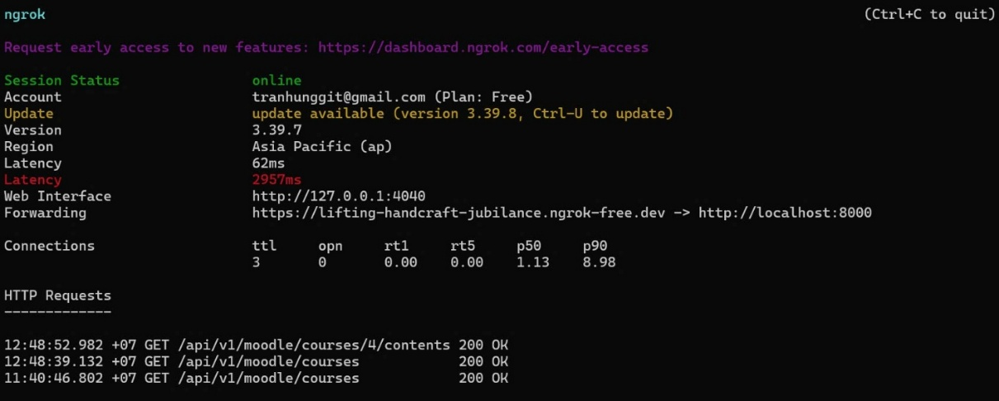 ngrok (Ctrl+C to quit)
Request early access to new features: https://dashboard.ngrok.com/early-access
Session Status online
Account tranhunggit@gmail.com (Plan: Free)
Update update available (version 3.39.8, Ctrl-U to update)
Version 3.39.7
Region Asia Pacific (ap)
Latency 62ms
Latency 2957ms
Web Interface http://127.0.0.1:4040
Forwarding https://lifting-handcraft-jubilance.ngrok-free.dev -> http://localhost:8000
Connections ttl opn rt1 rt5 p50 p90
3 0 0.00 0.00 1.13 8.98
HTTP Requests
-------------
12:48:52.982 +07 GET /api/v1/moodle/courses/4/contents 200 OK
12:48:39.132 +07 GET /api/v1/moodle/courses 200 OK
11:40:46.802 +07 GET /api/v1/moodle/courses 200 OK